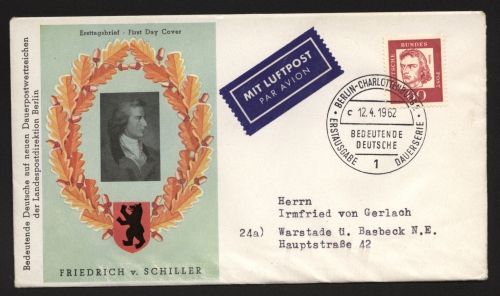 Ersttagsbrief · First Day Cover
Bedeutende Deutsche auf neuen Dauerpostwertzeichen
der Landespostdirektion Berlin
FRIEDRICH v. SCHILLER
MIT LUFTPOST
PAR AVION
DEUTSCHE BUNDES POST
BERLIN-CHARLOTTENBURG
c 12.4.1962
BEDEUTENDE
DEUTSCHE
ERSTAUSGABE 1 DAUERSERIE
Herrn
Irmfried von Gerlach
24a) Warstade ü. Basbeck N.E.
Hauptstraße 42